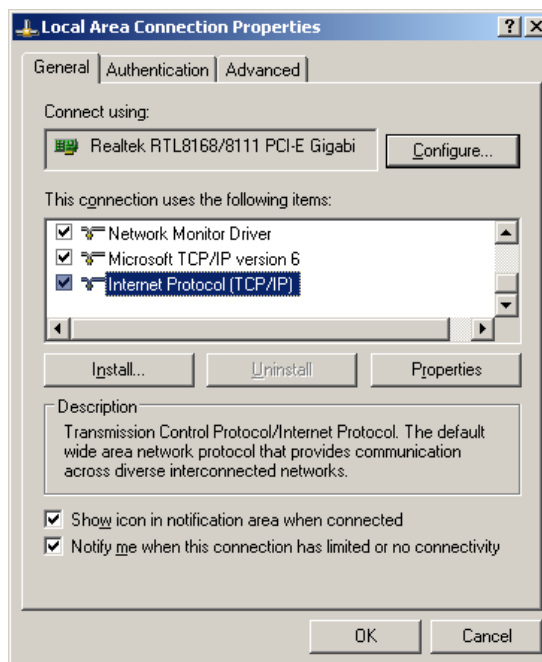 Local Area Connection Properties
General Authentication Advanced
Connect using:
Realtek RTL8168/8111 PCI-E Gigabi
Configure...
This connection uses the following items:
Network Monitor Driver
Microsoft TCP/IP version 6
Internet Protocol (TCP/IP)
Install... Uninstall Properties
Description
Transmission Control Protocol/Internet Protocol. The default
wide area network protocol that provides communication
across diverse interconnected networks.
Show icon in notification area when connected
Notify me when this connection has limited or no connectivity
OK Cancel